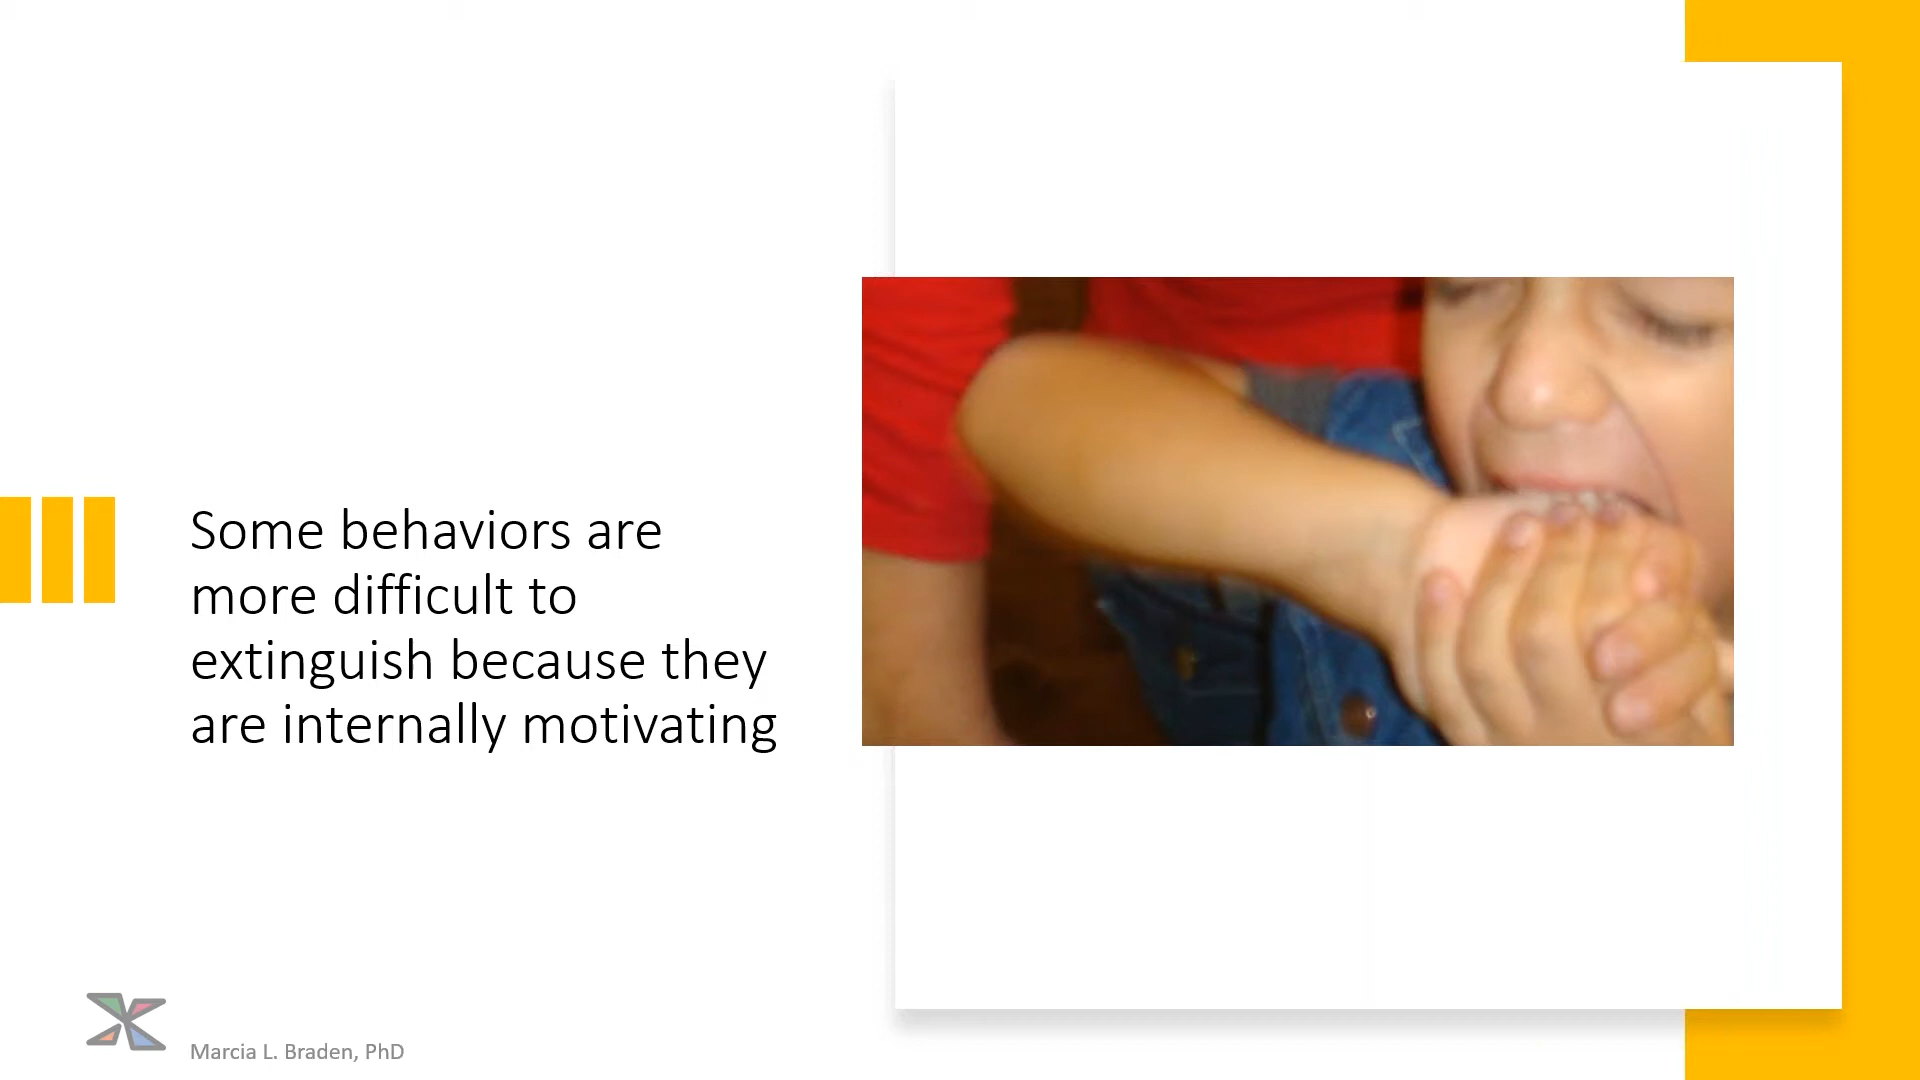 Some behaviors are
more difficult to
extinguish because they
are internally motivating
Marcia L. Braden, PhD